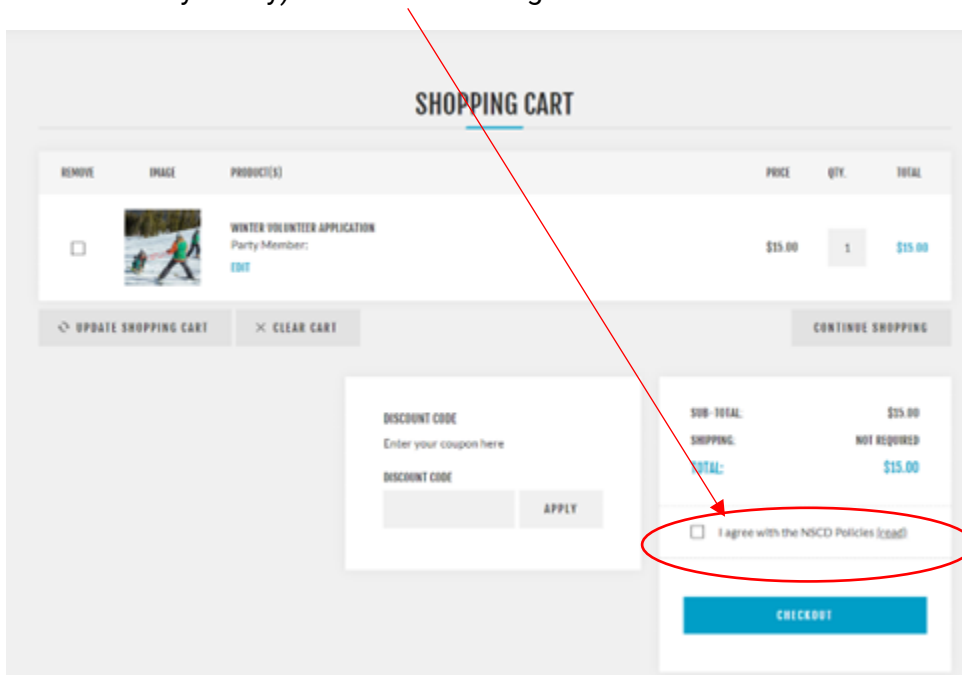 SHOPPING CART
REMOVE IMAGE PRODUCT(S) PRICE QTY. TOTAL
WINTER VOLUNTEER APPLICATION
Party Member:
EDIT
$15.00 1 $15.00
UPDATE SHOPPING CART CLEAR CART CONTINUE SHOPPING
DISCOUNT CODE
Enter your coupon here
DISCOUNT CODE
APPLY
SUB-TOTAL: $15.00
SHIPPING: NOT REQUIRED
TOTAL: $15.00
I agree with the NSCD Policies (read)
CHECKOUT